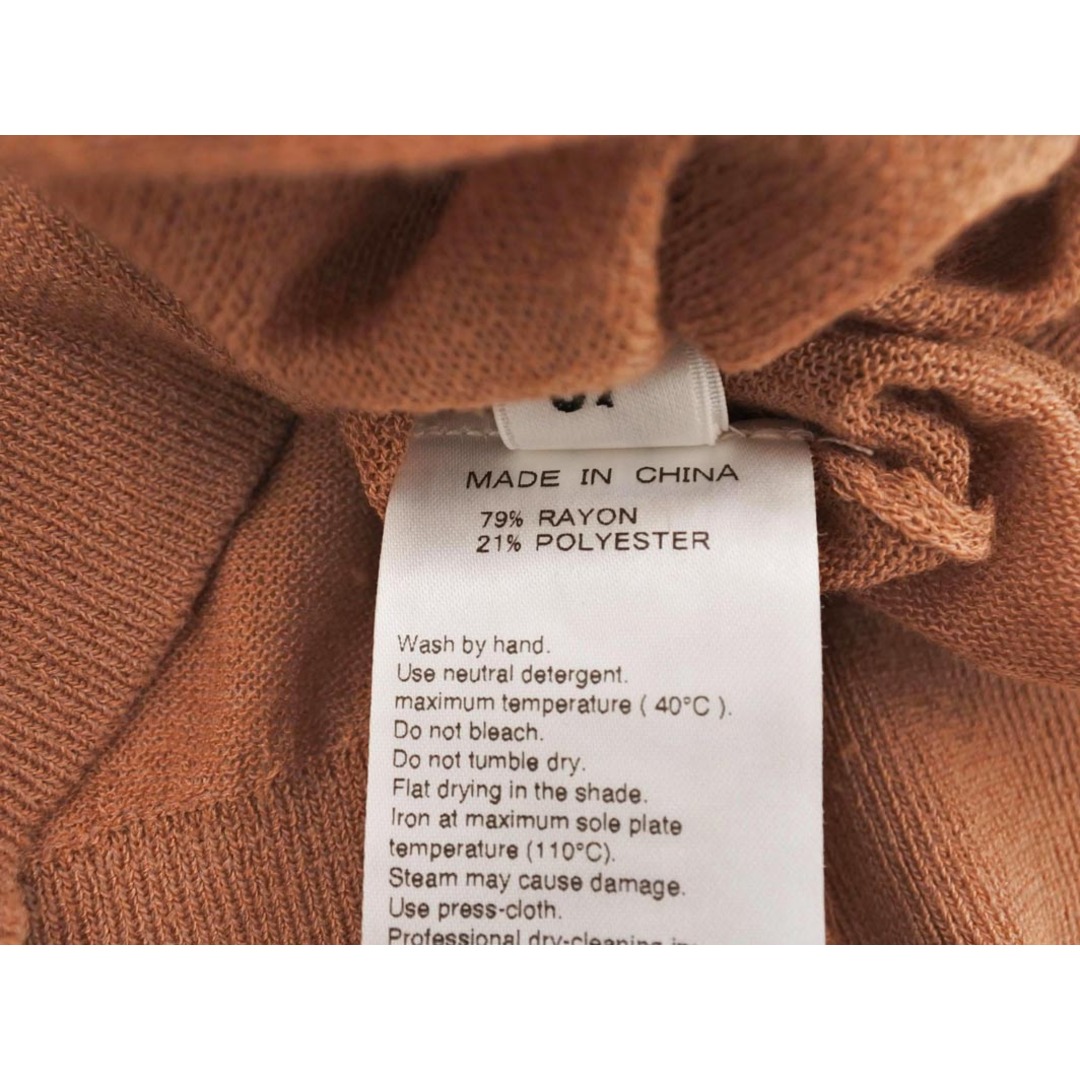 MADE IN CHINA
79% RAYON
21% POLYESTER
Wash by hand.
Use neutral detergent.
maximum temperature ( 40°C ).
Do not bleach.
Do not tumble dry.
Flat drying in the shade.
Iron at maximum sole plate
temperature (110°C).
Steam may cause damage.
Use press-cloth.
Professional dry-cleaning